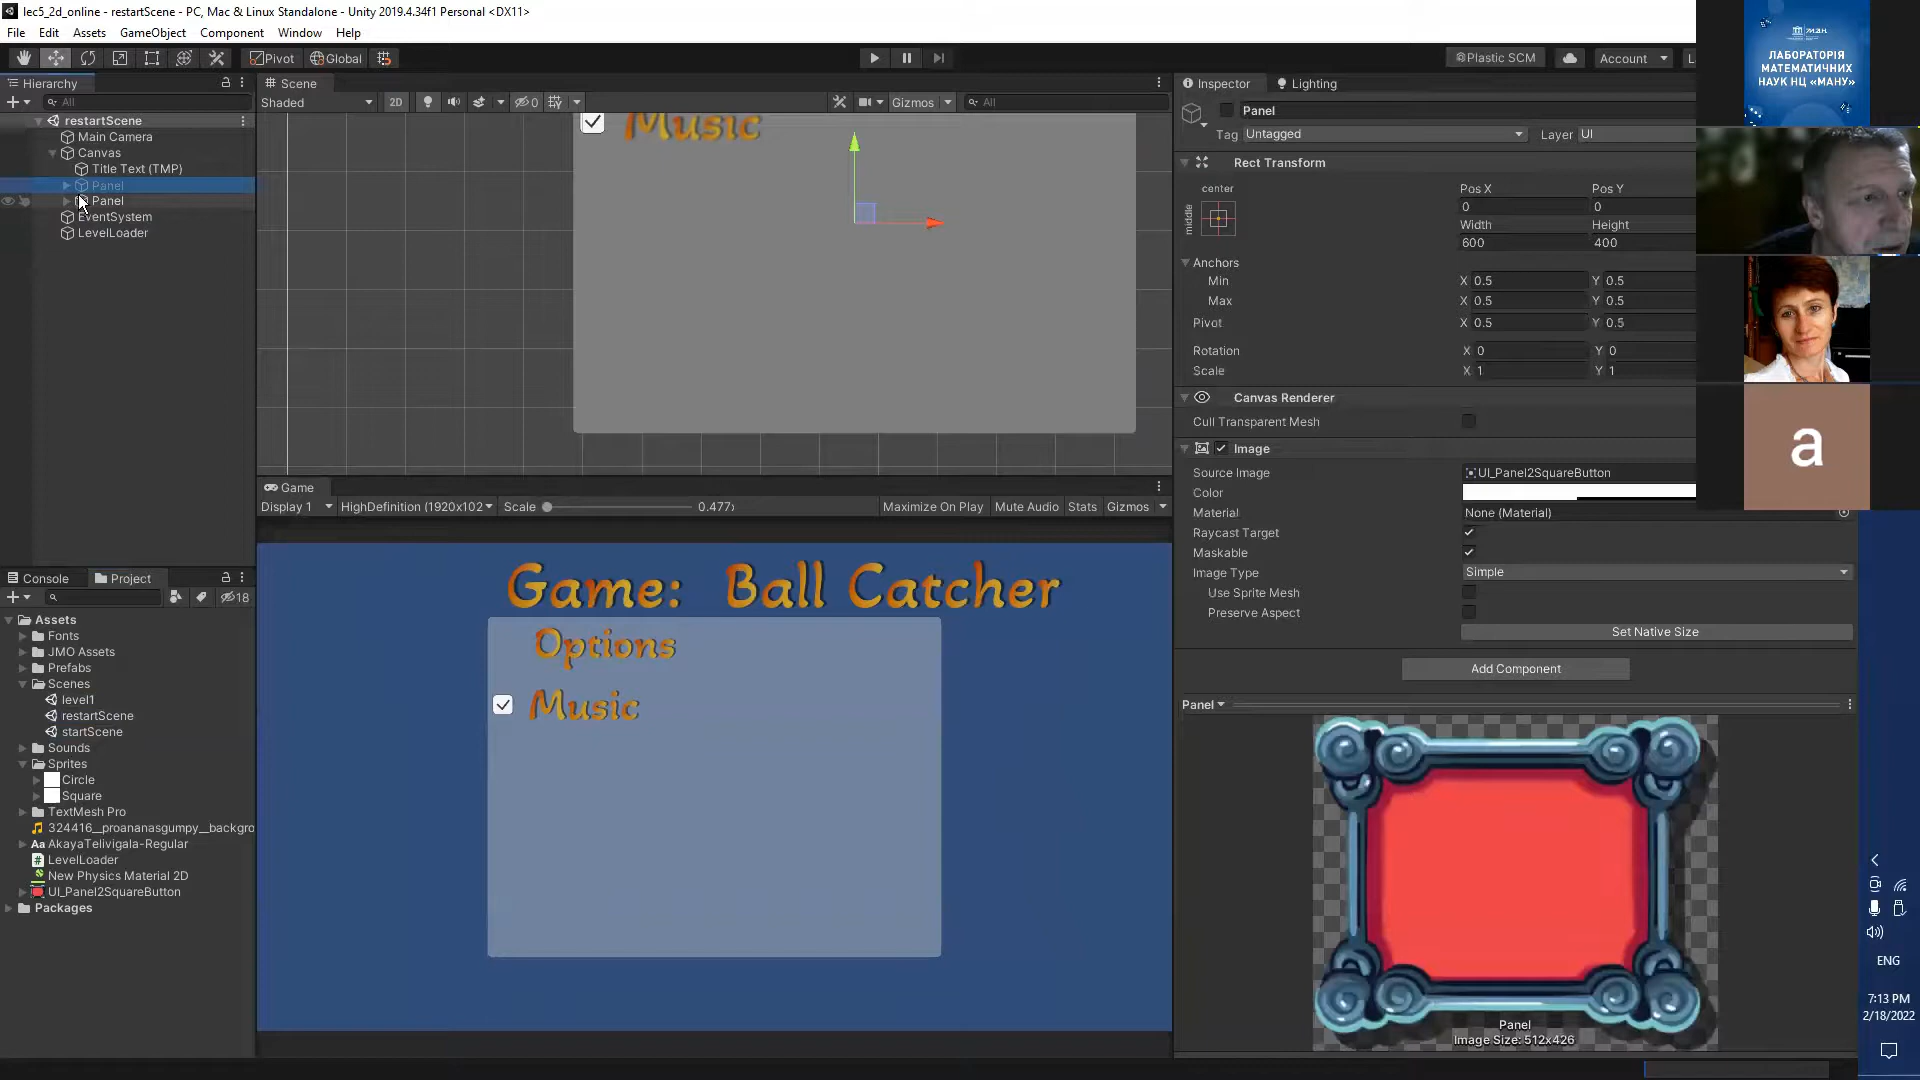 lec5_2d_online - restartScene - PC, Mac & Linux Standalone - Unity 2019.4.34f1 Personal <DX11>
File Edit Assets GameObject Component Window Help
Pivot Global
Plastic SCM Account L
Hierarchy
All
restartScene
Main Camera
Canvas
Title Text (TMP)
Panel
Panel
EventSystem
LevelLoader
Scene
Shaded 2D 0 Gizmos All
Music
Game
Display 1 HighDefinition (1920x102 Scale 0.477 Maximize On Play Mute Audio Stats Gizmos
Game: Ball Catcher
Options
Music
Console Project
18
Assets
Fonts
JMO Assets
Prefabs
Scenes
level1
restartScene
startScene
Sounds
Sprites
Circle
Square
TextMesh Pro
324416__proananasgumpy__backgro
Aa AkayaTelivigala-Regular
LevelLoader
New Physics Material 2D
UI_Panel2SquareButton
Packages
Inspector Lighting
Panel
Tag Untagged Layer UI
Rect Transform
center
middle
Pos X Pos Y
0 0
Width Height
600 400
Anchors
Min X 0.5 Y 0.5
Max X 0.5 Y 0.5
Pivot X 0.5 Y 0.5
Rotation X 0 Y 0
Scale X 1 Y 1
Canvas Renderer
Cull Transparent Mesh
Image
Source Image UI_Panel2SquareButton
Color
Material None (Material)
Raycast Target
Maskable
Image Type Simple
Use Sprite Mesh
Preserve Aspect
Set Native Size
Add Component
Panel
Panel
Image Size: 512x426
ЛАБОРАТОРІЯ
МАТЕМАТИЧНИХ
НАУК НЦ «МАНУ»
a
ENG
7:13 PM
2/18/2022